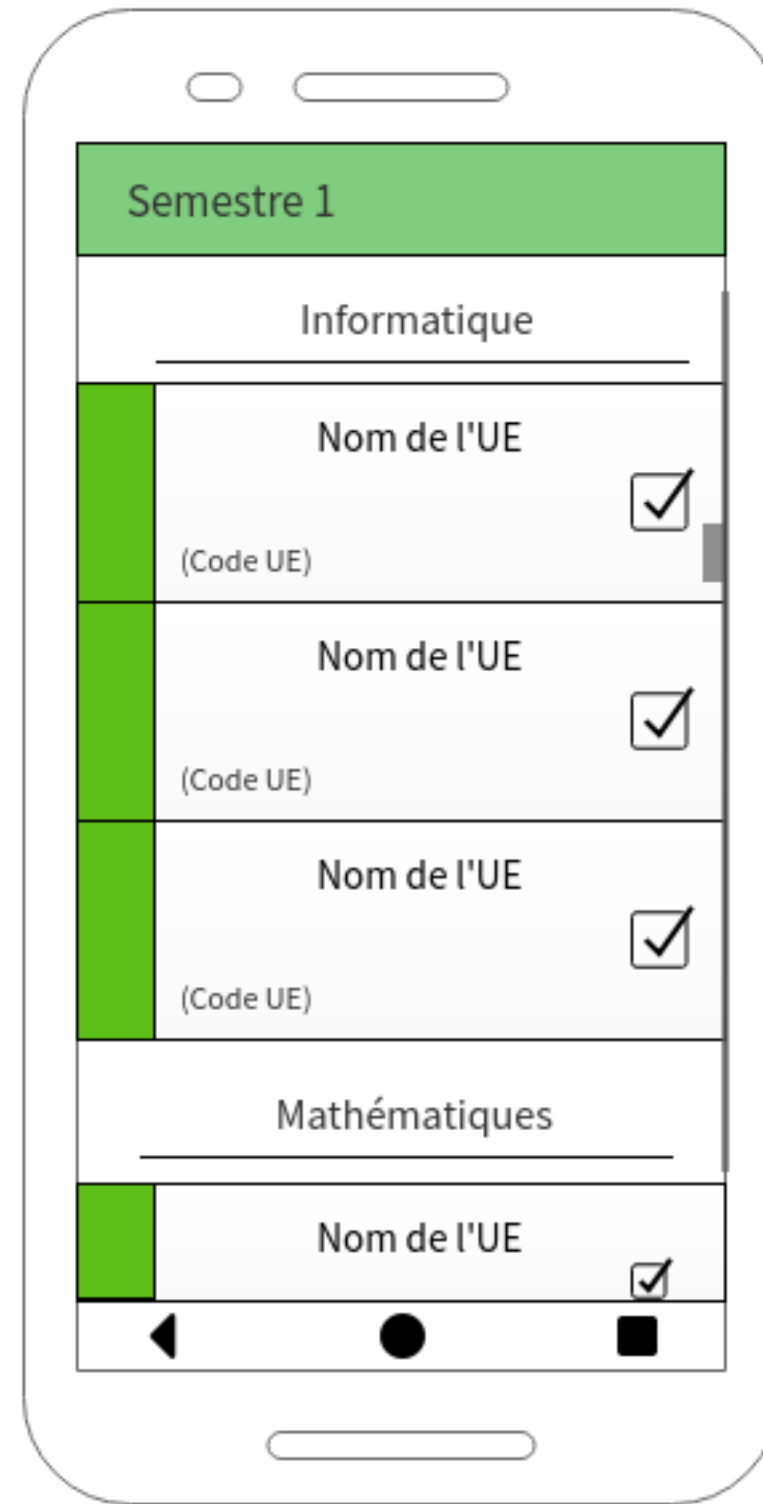 Semestre 1
Informatique
Nom de l'UE
(Code UE)
Nom de l'UE
(Code UE)
Nom de l'UE
(Code UE)
Mathématiques
Nom de l'UE